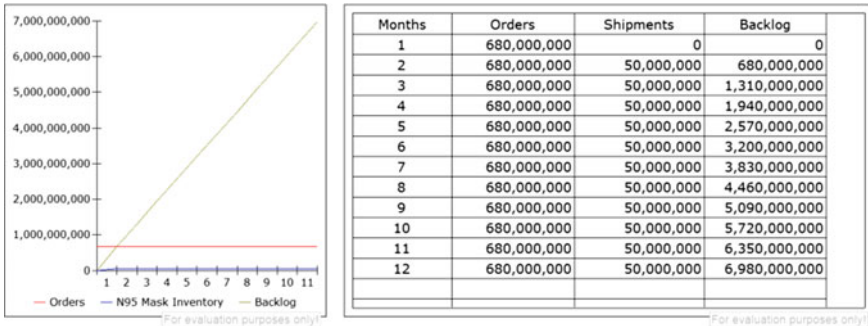 7,000,000,000
6,000,000,000
5,000,000,000
4,000,000,000
3,000,000,000
2,000,000,000
1,000,000,000
0
1 2 3 4 5 6 7 8 9 10 11
Orders N95 Mask Inventory Backlog
(For evaluation purposes only!)
Months Orders Shipments Backlog
1 680,000,000 0 0
2 680,000,000 50,000,000 680,000,000
3 680,000,000 50,000,000 1,310,000,000
4 680,000,000 50,000,000 1,940,000,000
5 680,000,000 50,000,000 2,570,000,000
6 680,000,000 50,000,000 3,200,000,000
7 680,000,000 50,000,000 3,830,000,000
8 680,000,000 50,000,000 4,460,000,000
9 680,000,000 50,000,000 5,090,000,000
10 680,000,000 50,000,000 5,720,000,000
11 680,000,000 50,000,000 6,350,000,000
12 680,000,000 50,000,000 6,980,000,000
(For evaluation purposes only!)